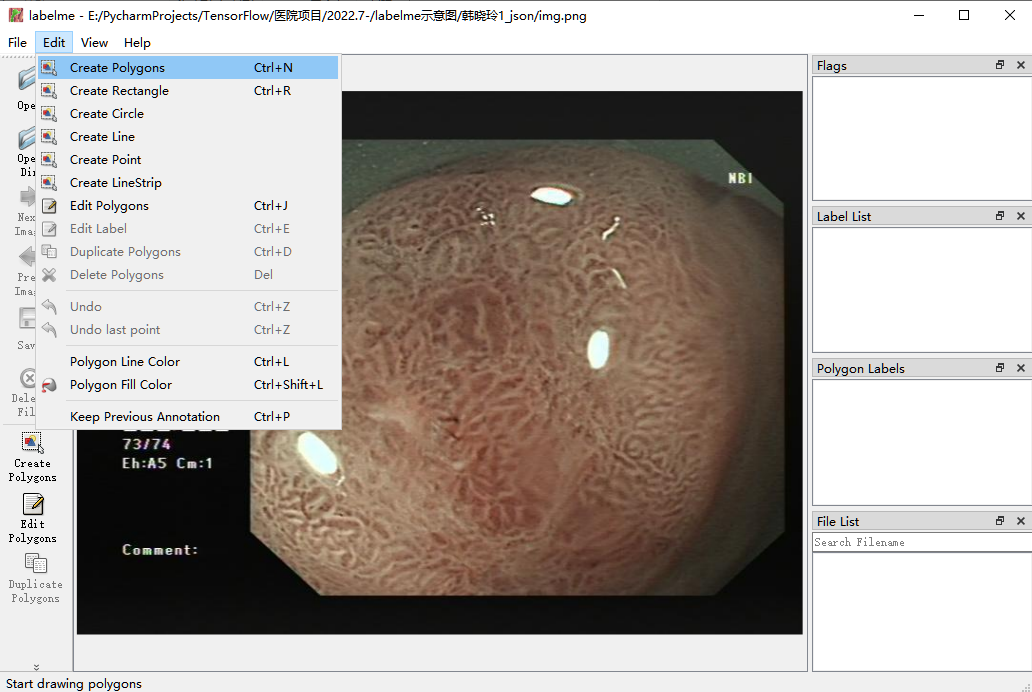 labelme - E:/PycharmProjects/TensorFlow/医院项目/2022.7-/labelme示意图/韩晓玲1_json/img.png
File Edit View Help
Create Polygons Ctrl+N
Create Rectangle Ctrl+R
Create Circle
Create Line
Create Point
Create LineStrip
Edit Polygons Ctrl+J
Edit Label Ctrl+E
Duplicate Polygons Ctrl+D
Delete Polygons Del
Undo Ctrl+Z
Undo last point Ctrl+Z
Polygon Line Color Ctrl+L
Polygon Fill Color Ctrl+Shift+L
Keep Previous Annotation Ctrl+P
Create
Polygons
Edit
Polygons
Duplicate
Polygons
NBI
73/74
Eh:A5 Cm:1
Comment:
Flags
Label List
Polygon Labels
File List
Search Filename
Start drawing polygons